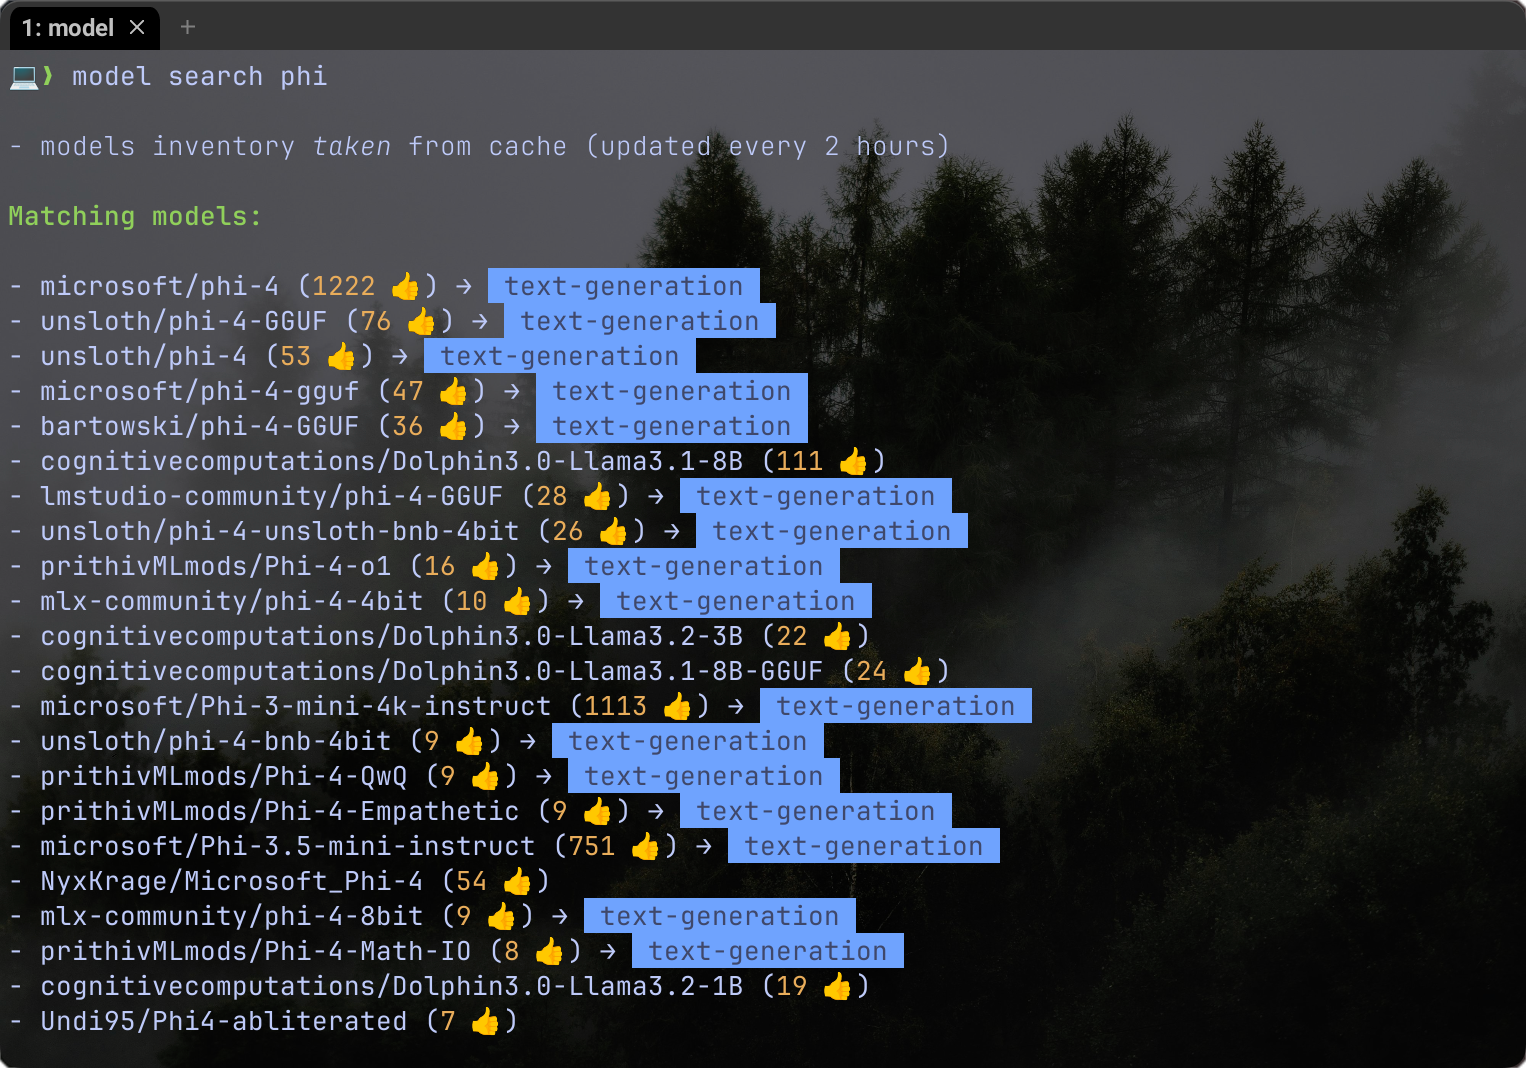 1: model × +
💻❯ model search phi
- models inventory taken from cache (updated every 2 hours)
Matching models:
- microsoft/phi-4 (1222 👍) → text-generation
- unsloth/phi-4-GGUF (76 👍) → text-generation
- unsloth/phi-4 (53 👍) → text-generation
- microsoft/phi-4-gguf (47 👍) → text-generation
- bartowski/phi-4-GGUF (36 👍) → text-generation
- cognitivecomputations/Dolphin3.0-Llama3.1-8B (111 👍)
- lmstudio-community/phi-4-GGUF (28 👍) → text-generation
- unsloth/phi-4-unsloth-bnb-4bit (26 👍) → text-generation
- prithivMLmods/Phi-4-o1 (16 👍) → text-generation
- mlx-community/phi-4-4bit (10 👍) → text-generation
- cognitivecomputations/Dolphin3.0-Llama3.2-3B (22 👍)
- cognitivecomputations/Dolphin3.0-Llama3.1-8B-GGUF (24 👍)
- microsoft/Phi-3-mini-4k-instruct (1113 👍) → text-generation
- unsloth/phi-4-bnb-4bit (9 👍) → text-generation
- prithivMLmods/Phi-4-QwQ (9 👍) → text-generation
- prithivMLmods/Phi-4-Empathetic (9 👍) → text-generation
- microsoft/Phi-3.5-mini-instruct (751 👍) → text-generation
- NyxKrage/Microsoft_Phi-4 (54 👍)
- mlx-community/phi-4-8bit (9 👍) → text-generation
- prithivMLmods/Phi-4-Math-IO (8 👍) → text-generation
- cognitivecomputations/Dolphin3.0-Llama3.2-1B (19 👍)
- Undi95/Phi4-abliterated (7 👍)